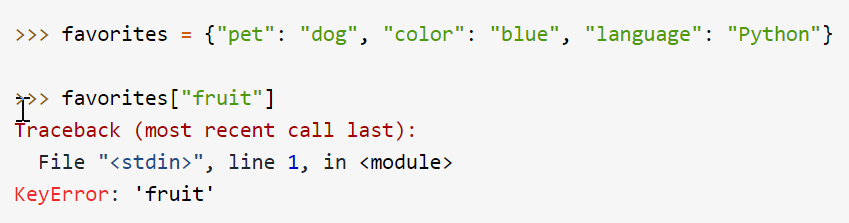 >>> favorites = {"pet": "dog", "color": "blue", "language": "Python"}
>>> favorites["fruit"]
Traceback (most recent call last):
  File "<stdin>", line 1, in <module>
KeyError: 'fruit'